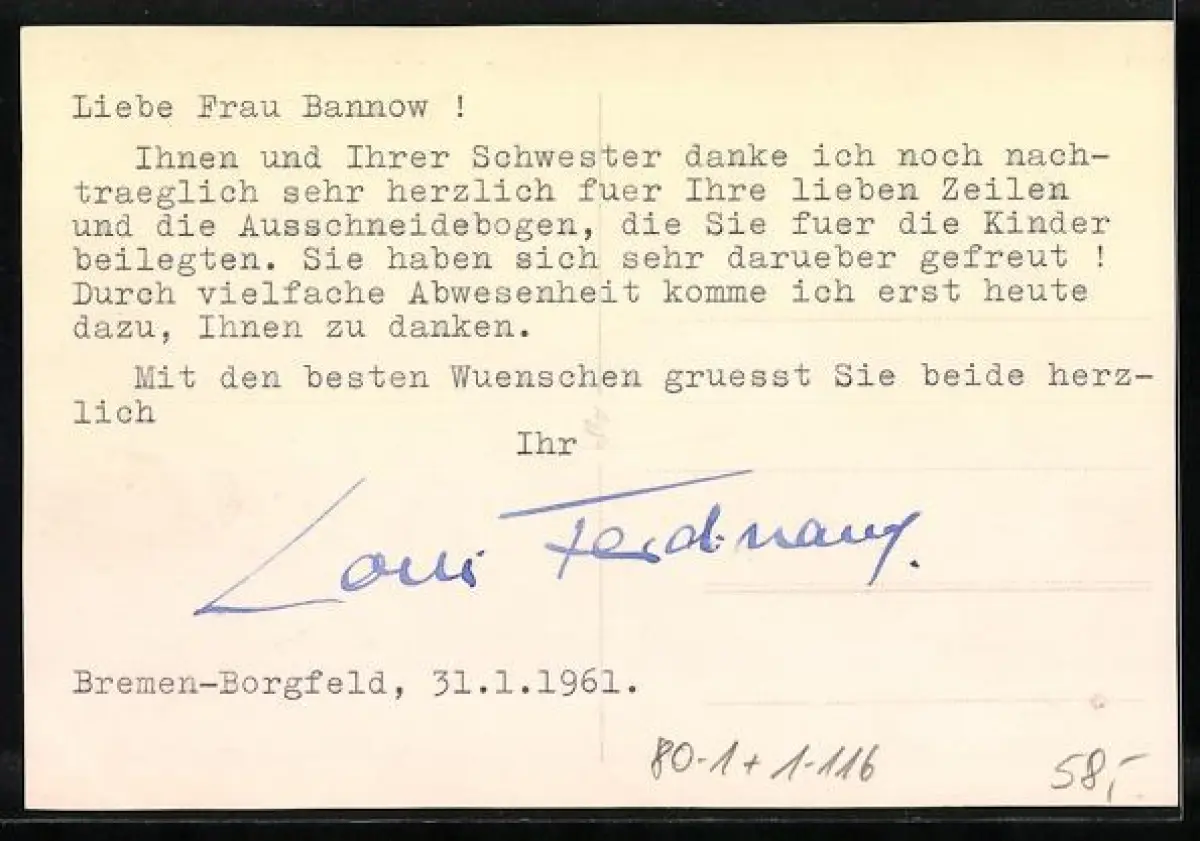 Liebe Frau Bannow !
Ihnen und Ihrer Schwester danke ich noch nach-
traeglich sehr herzlich fuer Ihre lieben Zeilen
und die Ausschneidebogen, die Sie fuer die Kinder
beilegten. Sie haben sich sehr darueber gefreut !
Durch vielfache Abwesenheit komme ich erst heute
dazu, Ihnen zu danken.
Mit den besten Wuenschen gruesst Sie beide herz-
lich
Ihr
Louis Ferdinand.
Bremen-Borgfeld, 31.1.1961.
80-1+1-116
58,-